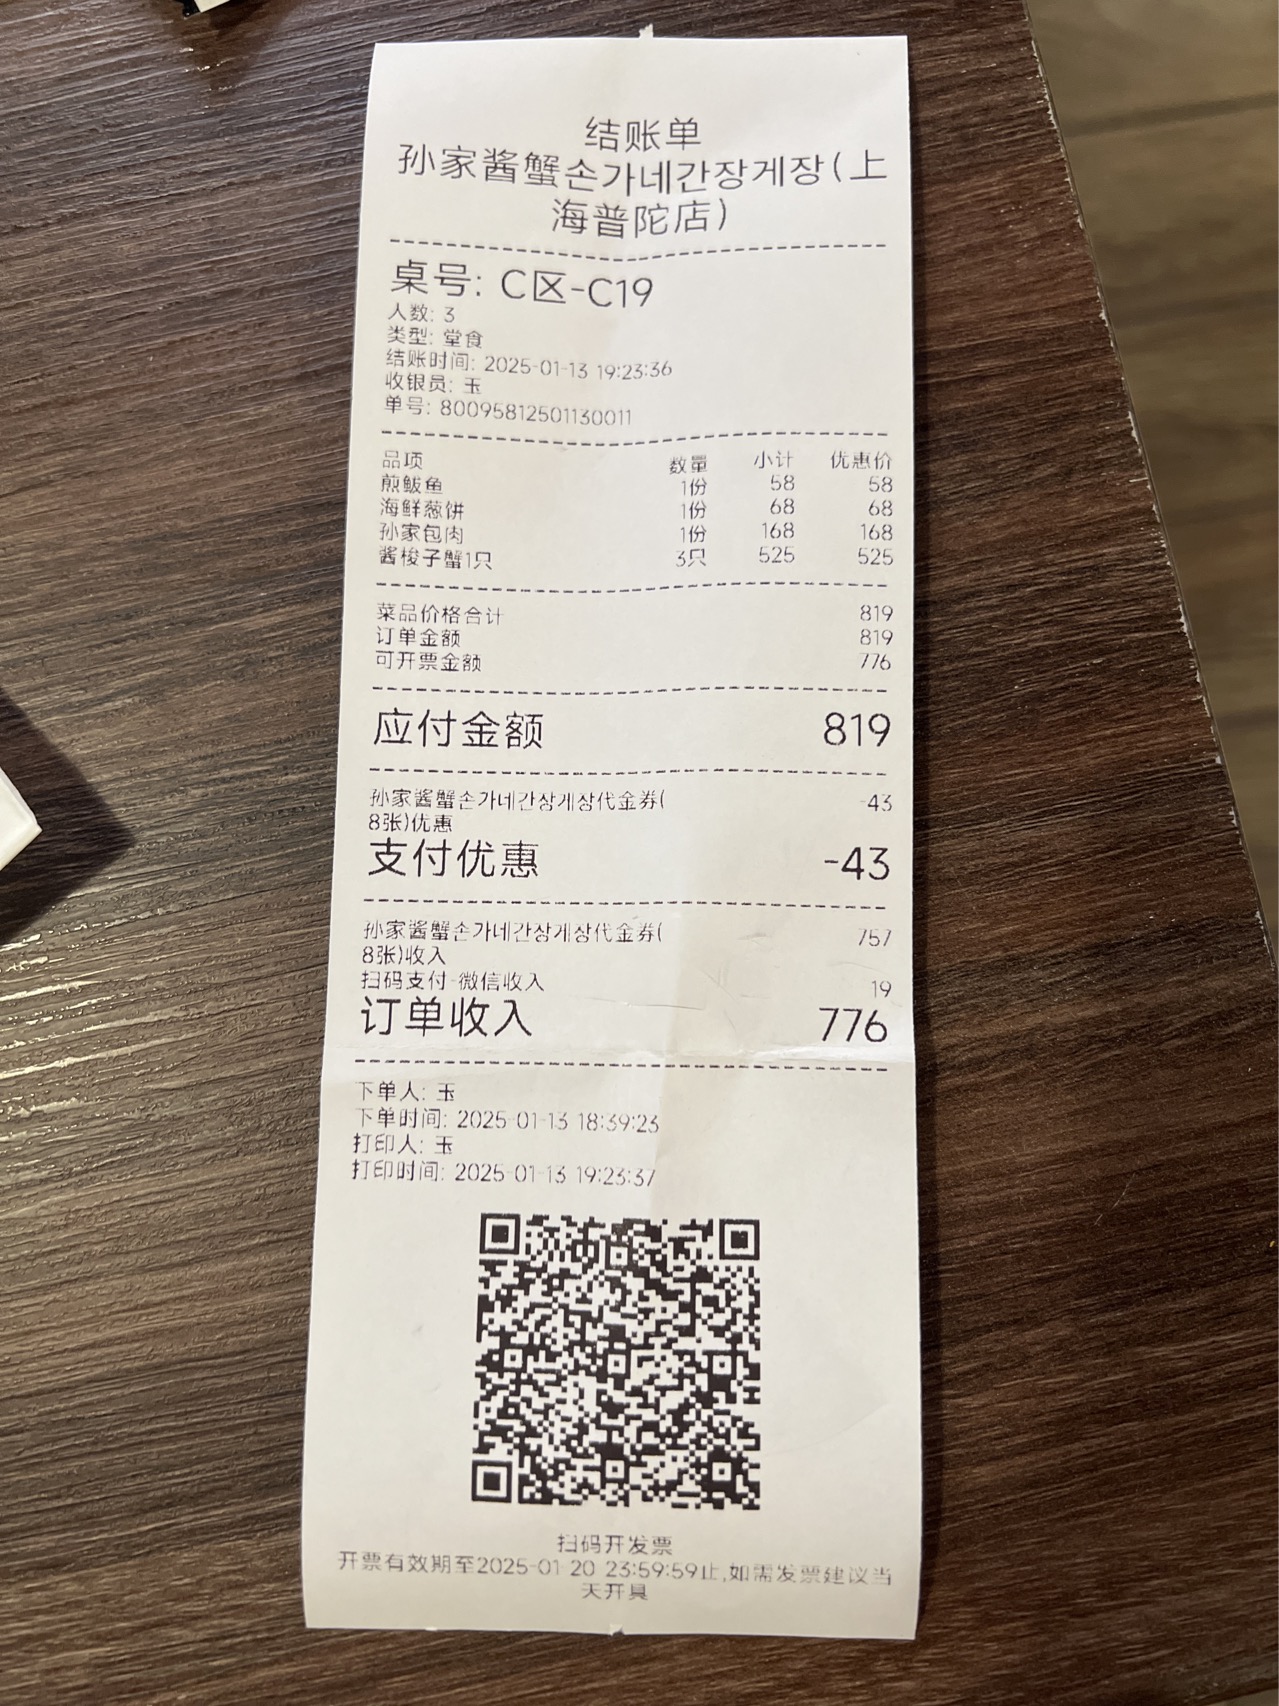 结账单
孙家酱蟹손가네간장게장(上
海普陀店)
桌号: C区-C19
人数: 3
类型: 堂食
结账时间: 2025-01-13 19:23:36
收银员: 玉
单号: 80095812501130011
品项 数量 小计 优惠价
煎鲅鱼 1份 58 58
海鲜葱饼 1份 68 68
孙家包肉 1份 168 168
酱梭子蟹1只 3只 525 525
菜品价格合计 819
订单金额 819
可开票金额 776
应付金额 819
孙家酱蟹손가네간장게장代金券( -43
8张)优惠
支付优惠 -43
孙家酱蟹손가네간장게장代金券( 757
8张)收入
扫码支付-微信收入 19
订单收入 776
下单人: 玉
下单时间: 2025-01-13 18:39:23
打印人: 玉
打印时间: 2025-01-13 19:23:37
扫码开发票
开票有效期至2025-01-20 23:59:59止,如需发票建议当
天开具